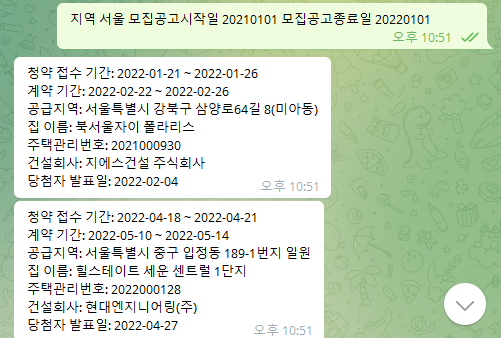 지역 서울 모집공고시작일 20210101 모집공고종료일 20220101
오후 10:51
청약 접수 기간: 2022-01-21 ~ 2022-01-26
계약 기간: 2022-02-22 ~ 2022-02-26
공급지역: 서울특별시 강북구 삼양로64길 8(미아동)
집 이름: 북서울자이 폴라리스
주택관리번호: 2021000930
건설회사: 지에스건설 주식회사
당첨자 발표일: 2022-02-04
오후 10:51
청약 접수 기간: 2022-04-18 ~ 2022-04-21
계약 기간: 2022-05-10 ~ 2022-05-14
공급지역: 서울특별시 중구 입정동 189-1번지 일원
집 이름: 힐스테이트 세운 센트럴 1단지
주택관리번호: 2022000128
건설회사: 현대엔지니어링(주)
당첨자 발표일: 2022-04-27
오후 10:51